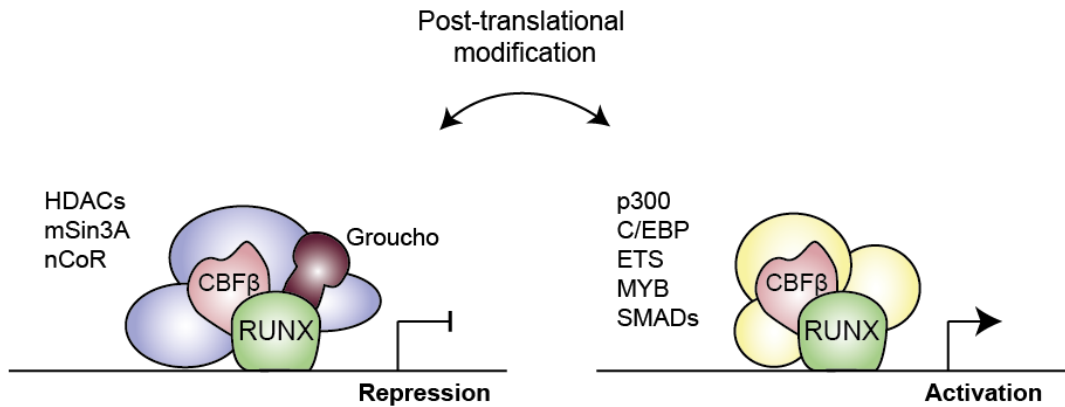 Post-translational
modification
HDACs
mSin3A
nCoR
Groucho
CBFβ
RUNX
Repression
p300
C/EBP
ETS
MYB
SMADs
CBFβ
RUNX
Activation